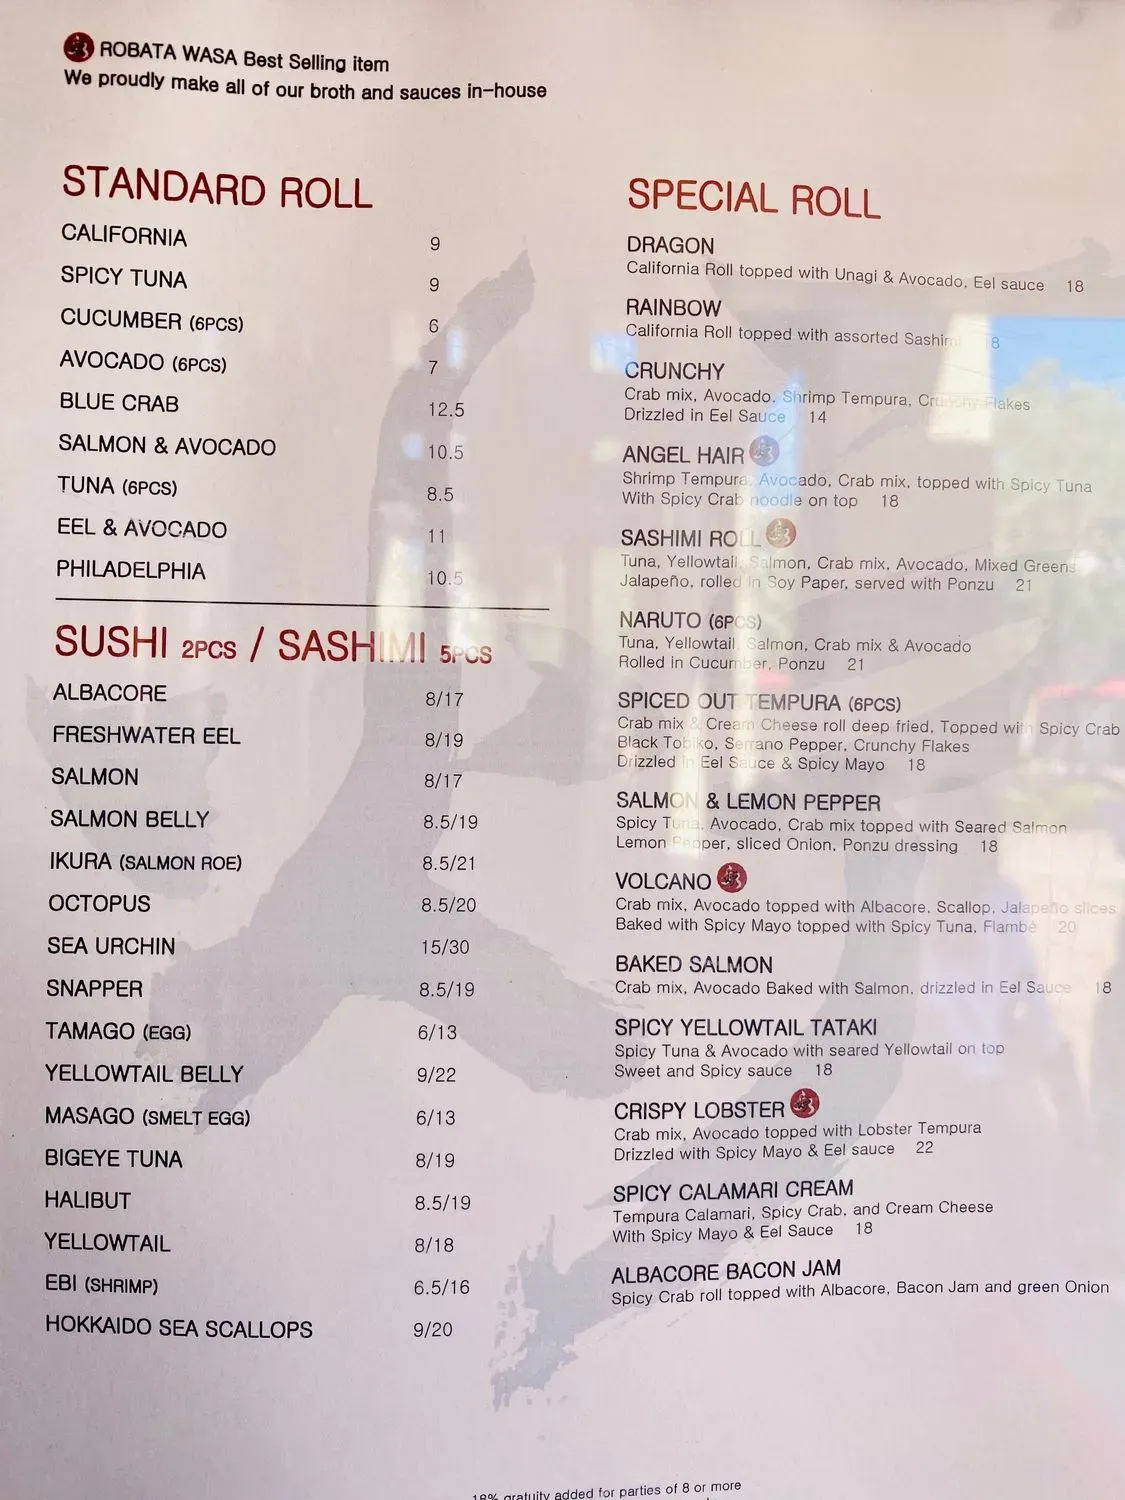 ROBATA WASA Best Selling item
We proudly make all of our broth and sauces in-house
STANDARD ROLL
CALIFORNIA 9
SPICY TUNA 9
CUCUMBER (6PCS) 6
AVOCADO (6PCS) 7
BLUE CRAB 12.5
SALMON & AVOCADO 10.5
TUNA (6PCS) 8.5
EEL & AVOCADO 11
PHILADELPHIA 10.5
SUSHI 2PCS / SASHIMI 5PCS
ALBACORE 8/17
FRESHWATER EEL 8/19
SALMON 8/17
SALMON BELLY 8.5/19
IKURA (SALMON ROE) 8.5/21
OCTOPUS 8.5/20
SEA URCHIN 15/30
SNAPPER 8.5/19
TAMAGO (EGG) 6/13
YELLOWTAIL BELLY 9/22
MASAGO (SMELT EGG) 6/13
BIGEYE TUNA 8/19
HALIBUT 8.5/19
YELLOWTAIL 8/18
EBI (SHRIMP) 6.5/16
HOKKAIDO SEA SCALLOPS 9/20
SPECIAL ROLL
DRAGON
California Roll topped with Unagi & Avocado, Eel sauce 18
RAINBOW
California Roll topped with assorted Sashimi
CRUNCHY
Crab mix, Avocado, Shrimp Tempura, Crunchy Flakes
Drizzled in Eel Sauce 14
ANGEL HAIR
Shrimp Tempura, Avocado, Crab mix, topped with Spicy Tuna
With Spicy Crab noodle on top 18
SASHIMI ROLL
Tuna, Yellowtail, Salmon, Crab mix, Avocado, Mixed Greens
Jalapeño, rolled in Soy Paper, served with Ponzu 21
NARUTO (6PCS)
Tuna, Yellowtail, Salmon, Crab mix & Avocado
Rolled in Cucumber, Ponzu 21
SPICED OUT TEMPURA (6PCS)
Crab mix & Cream Cheese roll deep fried, Topped with Spicy Crab
Black Tobiko, Serrano Pepper, Crunchy Flakes
Drizzled in Eel Sauce & Spicy Mayo 18
SALMON & LEMON PEPPER
Spicy Tuna, Avocado, Crab mix topped with Seared Salmon
Lemon Pepper, sliced Onion, Ponzu dressing 18
VOLCANO
Crab mix, Avocado topped with Albacore, Scallop, Jalapeño slices
Baked with Spicy Mayo topped with Spicy Tuna, Flambé 20
BAKED SALMON
Crab mix, Avocado Baked with Salmon, drizzled in Eel Sauce 18
SPICY YELLOWTAIL TATAKI
Spicy Tuna & Avocado with seared Yellowtail on top
Sweet and Spicy sauce 18
CRISPY LOBSTER
Crab mix, Avocado topped with Lobster Tempura
Drizzled with Spicy Mayo & Eel sauce 22
SPICY CALAMARI CREAM
Tempura Calamari, Spicy Crab, and Cream Cheese
With Spicy Mayo & Eel Sauce 18
ALBACORE BACON JAM
Spicy Crab roll topped with Albacore, Bacon Jam and green Onion
18% gratuity added for parties of 8 or more